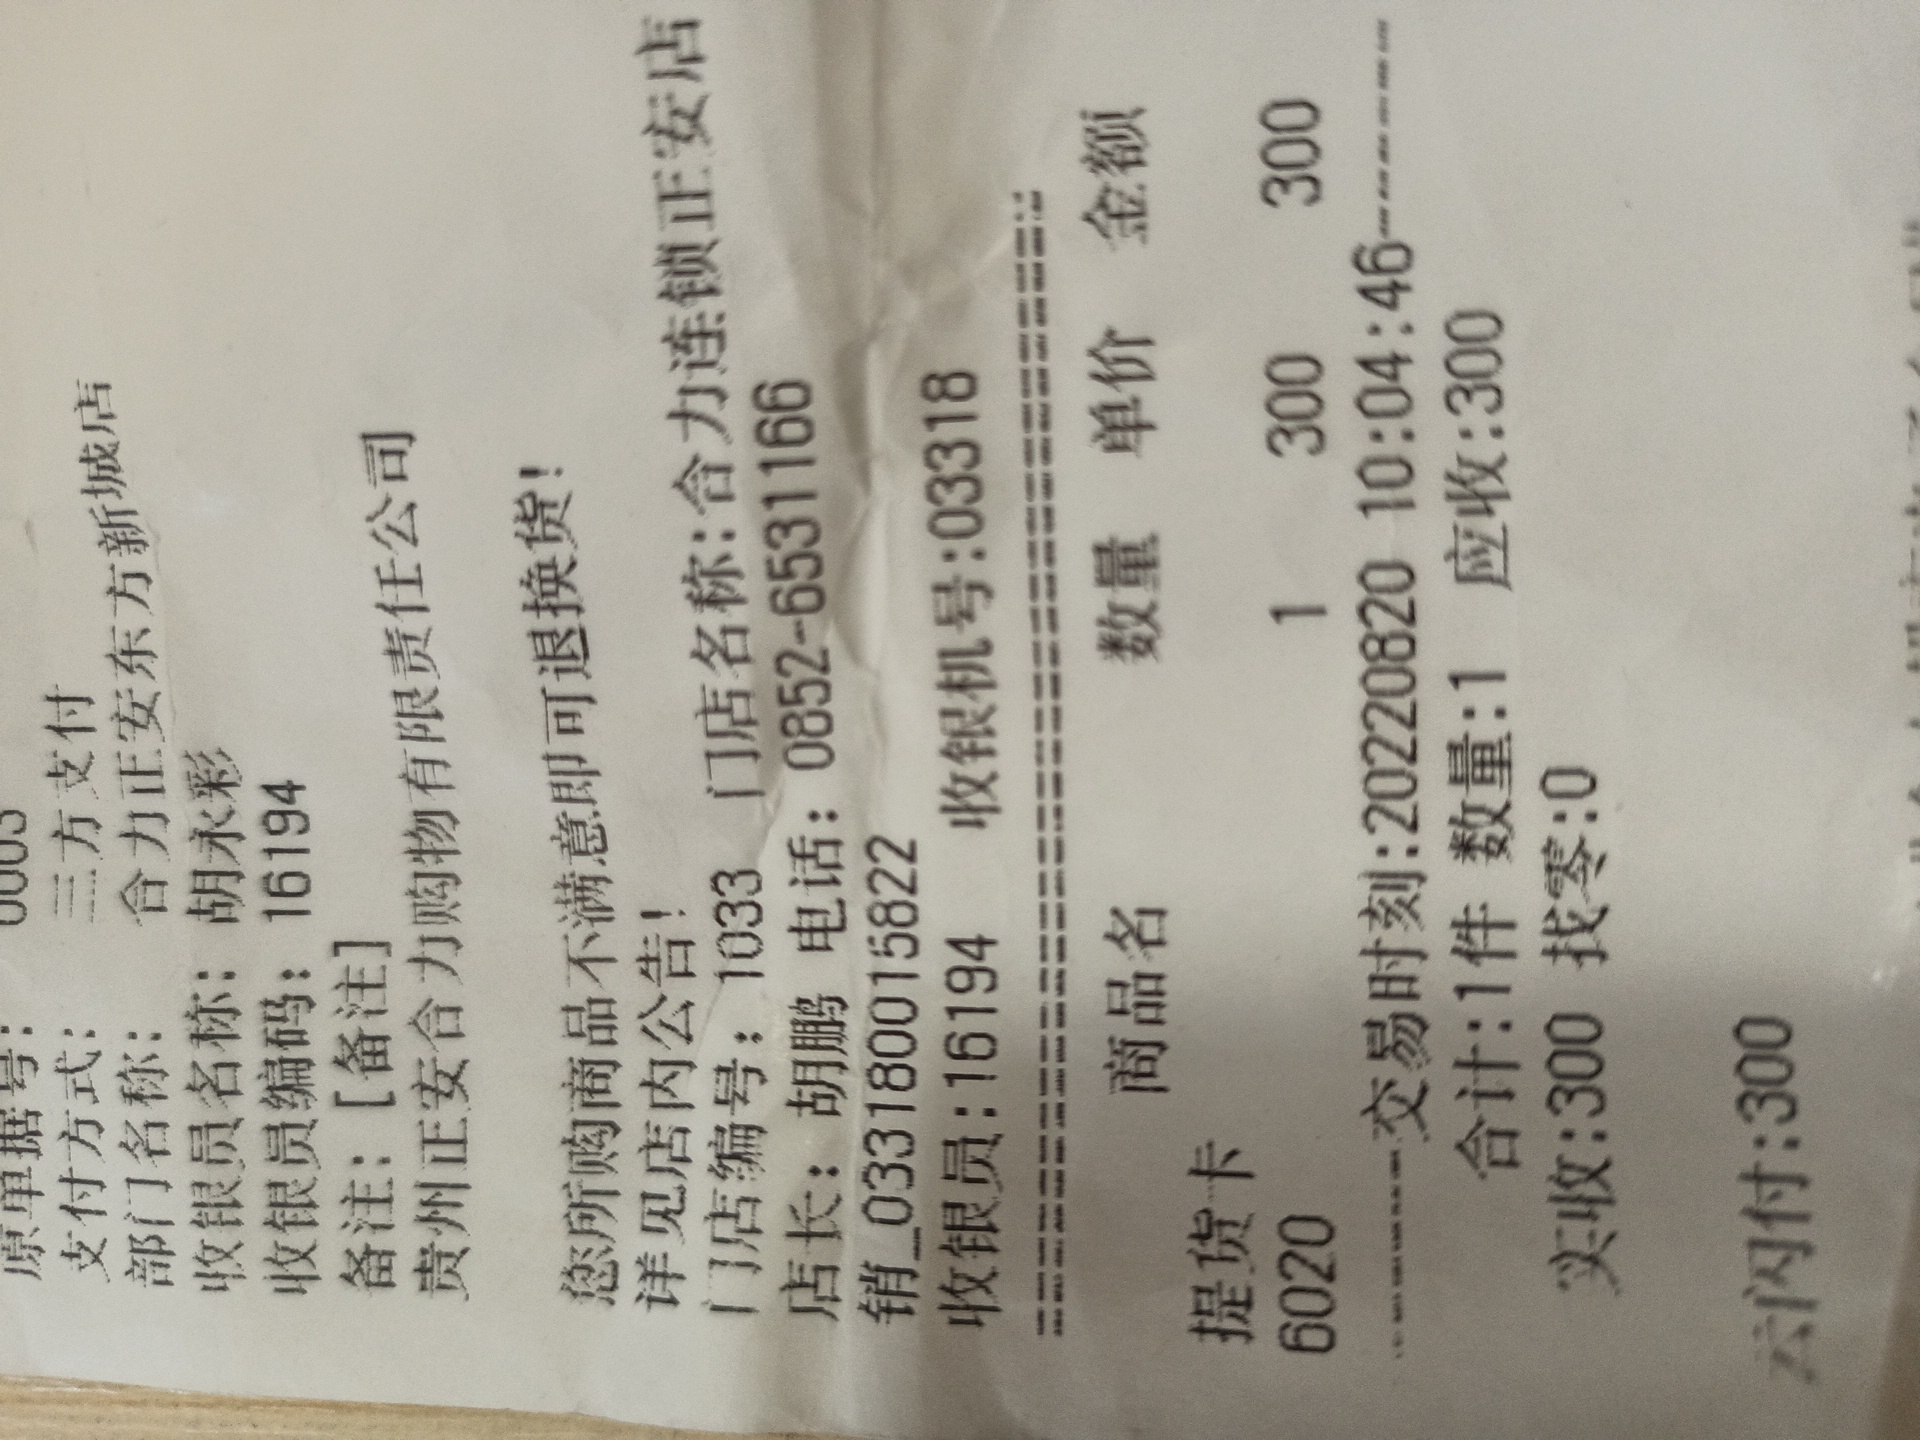 原单据号: 0003
支付方式: 三方支付
部门名称: 合力正安东方新城店
收银员名称: 胡永彩
收银员编码: 16194
备注: [备注]
贵州正安合力购物有限责任公司
您所购商品不满意即可退换货!
详见店内公告!
门店编号: 1033 门店名称:合力连锁正安店
店长: 胡鹏 电话: 0852-6531166
销_033180015822
收银员:16194 收银机号:03318
==========================================
商品名 数量 单价 金额
提货卡
6020 1 300 300
--------交易时刻:20220820 10:04:46--------
合计:1件 数量:1 应收:300
实收:300 找零:0
云闪付:300